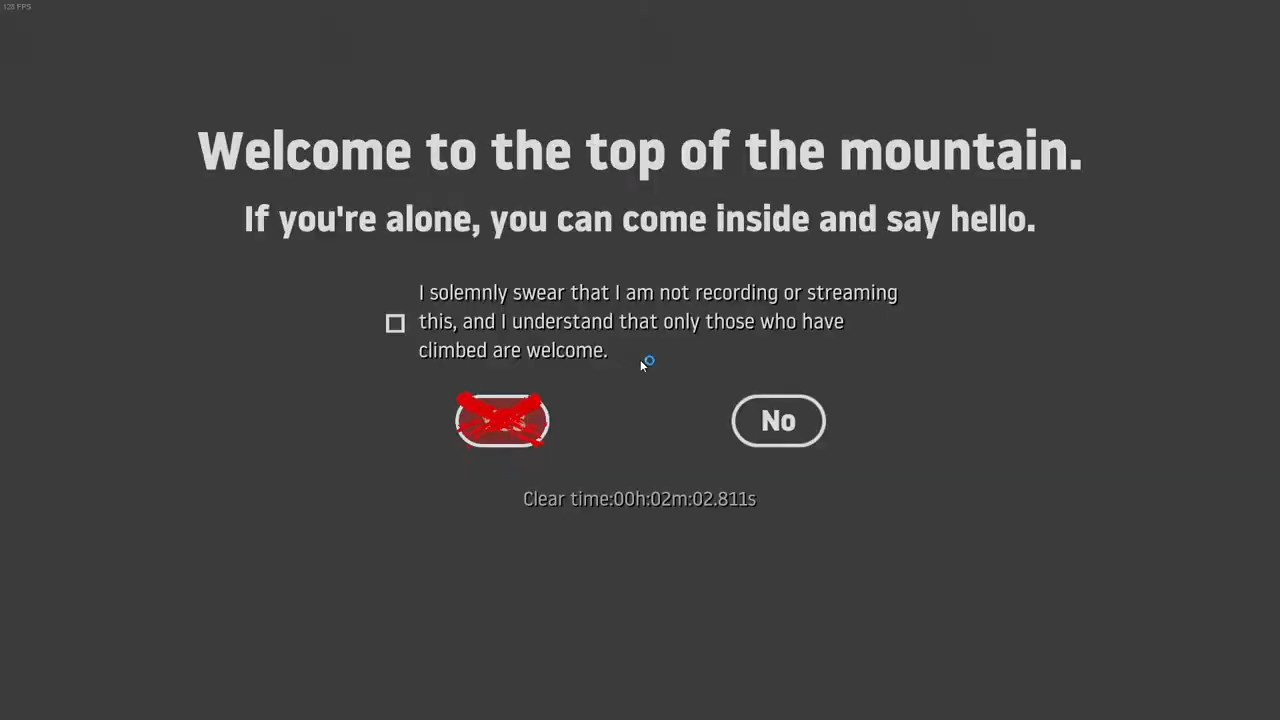 128 FPS
Welcome to the top of the mountain.
If you're alone, you can come inside and say hello.
I solemnly swear that I am not recording or streaming
this, and I understand that only those who have
climbed are welcome.
No
Clear time:00h:02m:02.811s